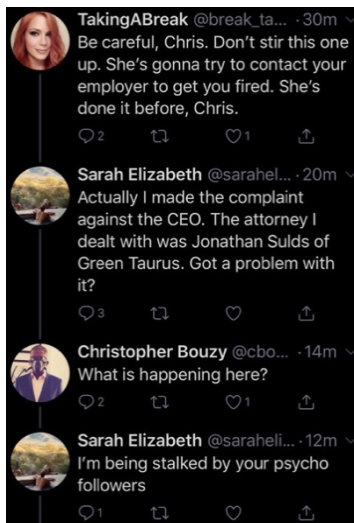 TakingABreak @break_ta... · 30m
Be careful, Chris. Don't stir this one
up. She's gonna try to contact your
employer to get you fired. She's
done it before, Chris.
2 1
Sarah Elizabeth @sarahel... · 20m
Actually I made the complaint
against the CEO. The attorney I
dealt with was Jonathan Sulds of
Green Taurus. Got a problem with
it?
3
Christopher Bouzy @cbo... · 14m
What is happening here?
2 1
Sarah Elizabeth @saraheli... · 12m
I'm being stalked by your psycho
followers
1